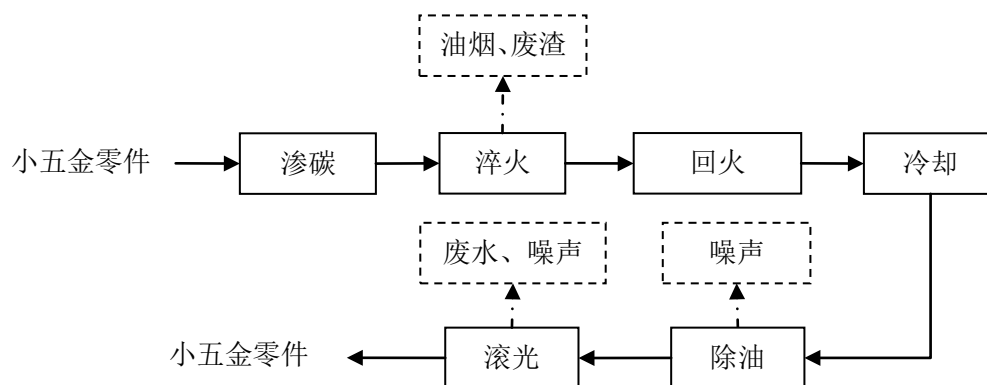 油烟、废渣
小五金零件
渗碳
淬火
回火
冷却
废水、噪声
噪声
小五金零件
滚光
除油